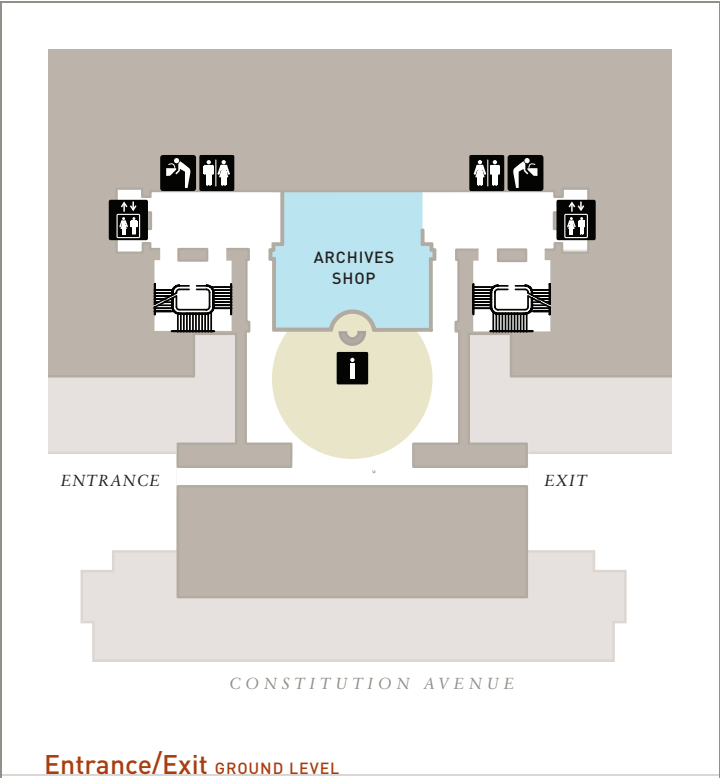 ARCHIVES
SHOP
i
ENTRANCE
EXIT
CONSTITUTION AVENUE
Entrance/Exit GROUND LEVEL